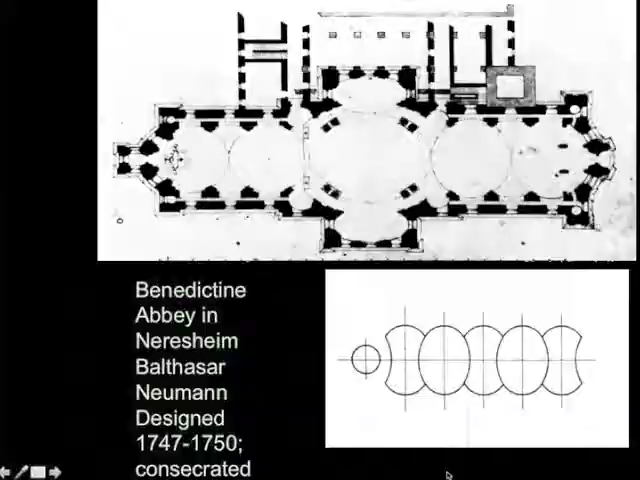 Benedictine
Abbey in
Neresheim
Balthasar
Neumann
Designed
1747-1750;
consecrated